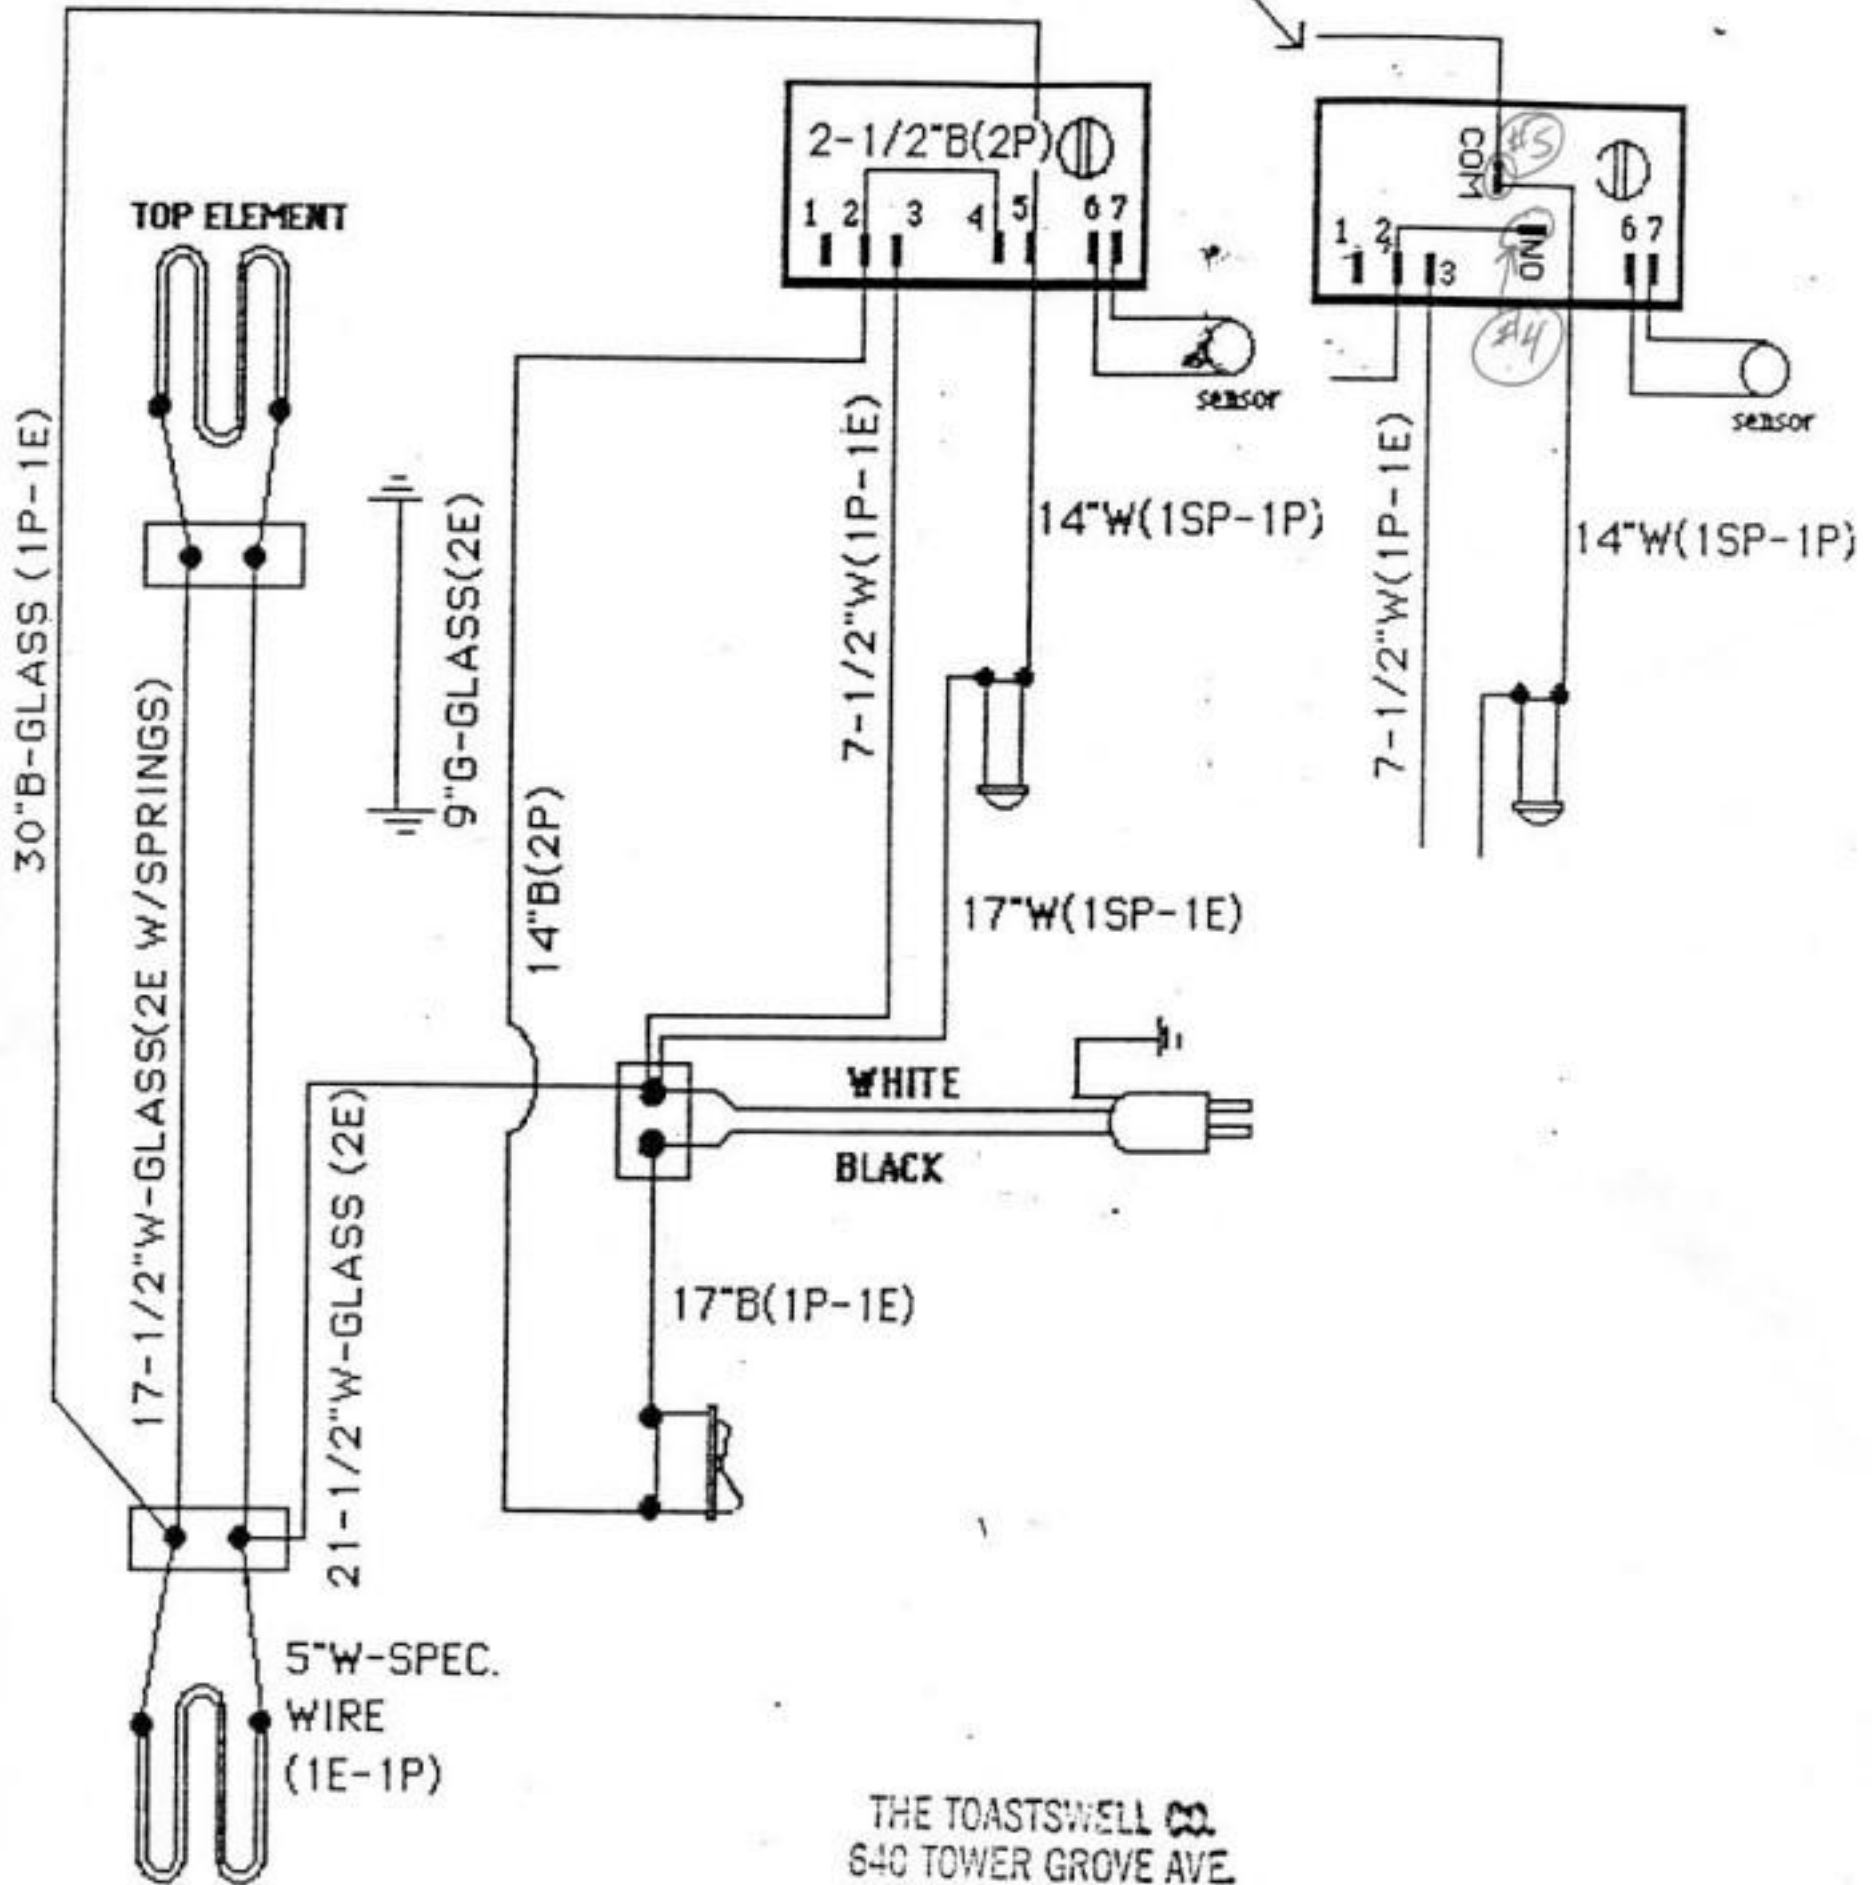 2-1/2"B(2P)
1 2 3 4 5 6 7
sensor
#5
COM
1 2 3 NO 6 7
#4
sensor
TOP ELEMENT
30"B-GLASS (1P-1E)
9"G-GLASS(2E)
7-1/2"W(1P-1E)
14"W(1SP-1P)
7-1/2"W(1P-1E)
14"W(1SP-1P)
17-1/2"W-GLASS(2E W/SPRINGS)
14"B(2P)
17"W(1SP-1E)
WHITE
BLACK
21-1/2"W-GLASS (2E)
17"B(1P-1E)
5"W-SPEC.
WIRE
(1E-1P)
THE TOASTSWELL CO.
640 TOWER GROVE AVE.